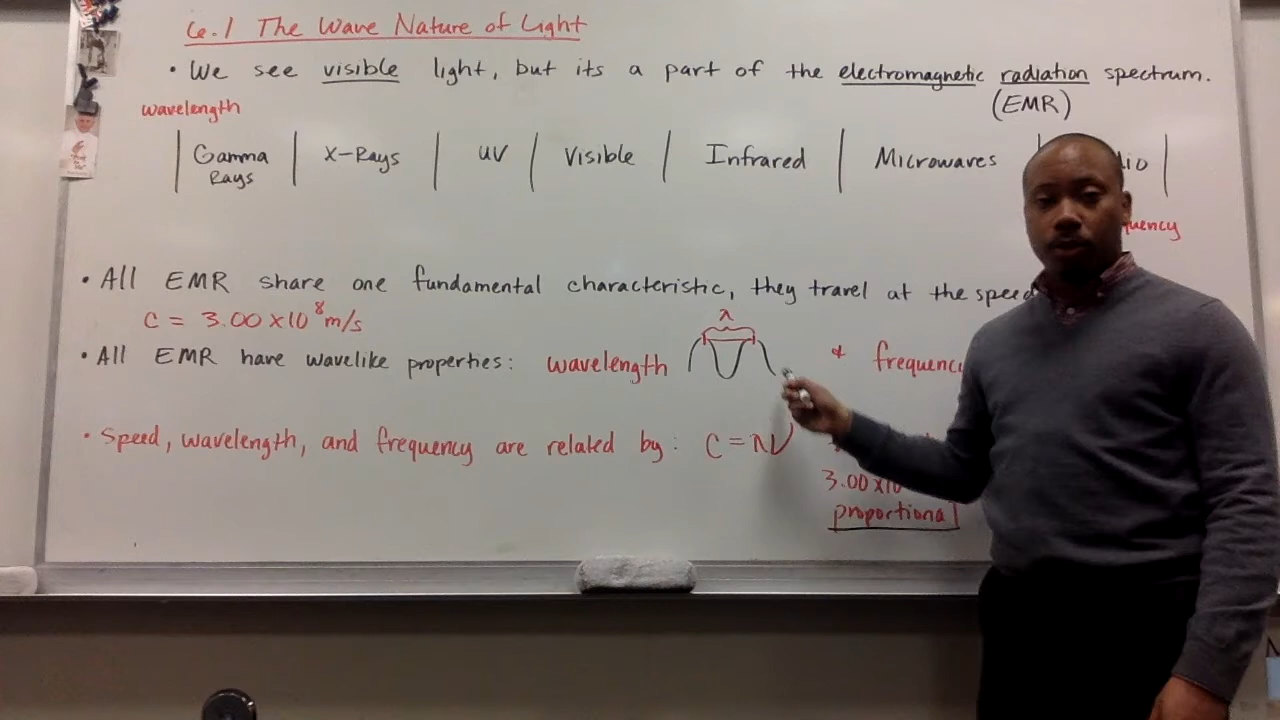 6.1 The Wave Nature of Light
• We see visible light, but its a part of the electromagnetic radiation spectrum.
(EMR)
wavelength
Gamma Rays | X-Rays | UV | Visible | Infrared | Microwaves
• All EMR share one fundamental characteristic, they travel at the speed
C = 3.00 x 10⁸ m/s
λ
• All EMR have wavelike properties: wavelength
• Speed, wavelength, and frequency are related by: C = λν
3.00 x 10
proportional